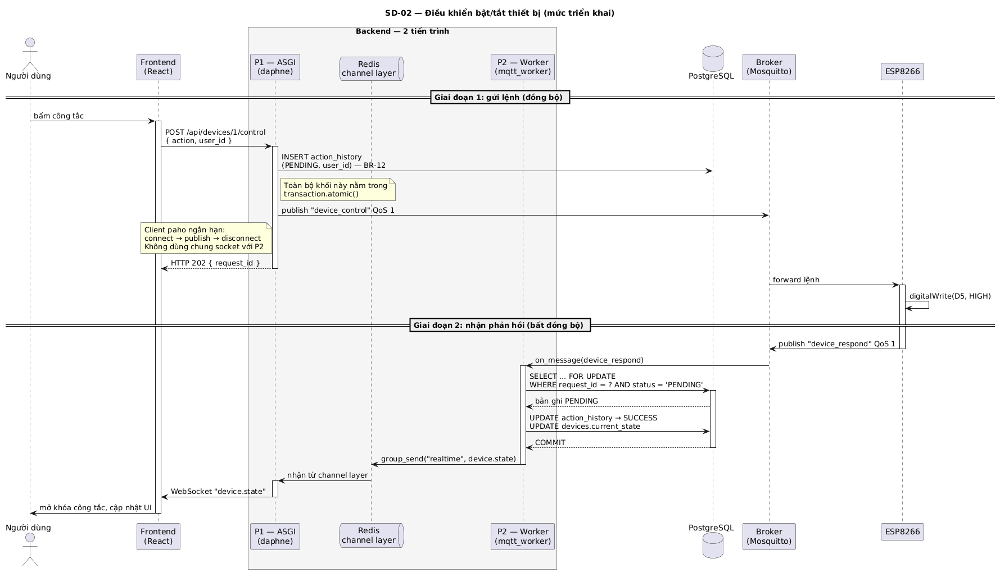 SD-02 — Điều khiển bật/tắt thiết bị (mức triển khai)
Backend — 2 tiến trình
Người dùng
Frontend
(React)
P1 — ASGI
(daphne)
Redis
channel layer
P2 — Worker
(mqtt_worker)
PostgreSQL
Broker
(Mosquitto)
ESP8266
Giai đoạn 1: gửi lệnh (đồng bộ)
bấm công tắc
POST /api/devices/1/control
{ action, user_id }
INSERT action_history
(PENDING, user_id) — BR-12
Toàn bộ khối này nằm trong
transaction.atomic()
publish "device_control" QoS 1
Client paho ngắn hạn:
connect → publish → disconnect
Không dùng chung socket với P2
HTTP 202 { request_id }
forward lệnh
digitalWrite(D5, HIGH)
Giai đoạn 2: nhận phản hồi (bất đồng bộ)
publish "device_respond" QoS 1
on_message(device_respond)
SELECT ... FOR UPDATE
WHERE request_id = ? AND status = 'PENDING'
bản ghi PENDING
UPDATE action_history → SUCCESS
UPDATE devices.current_state
COMMIT
group_send("realtime", device.state)
nhận từ channel layer
WebSocket "device.state"
mở khóa công tắc, cập nhật UI
Người dùng
Frontend
(React)
P1 — ASGI
(daphne)
Redis
channel layer
P2 — Worker
(mqtt_worker)
PostgreSQL
Broker
(Mosquitto)
ESP8266